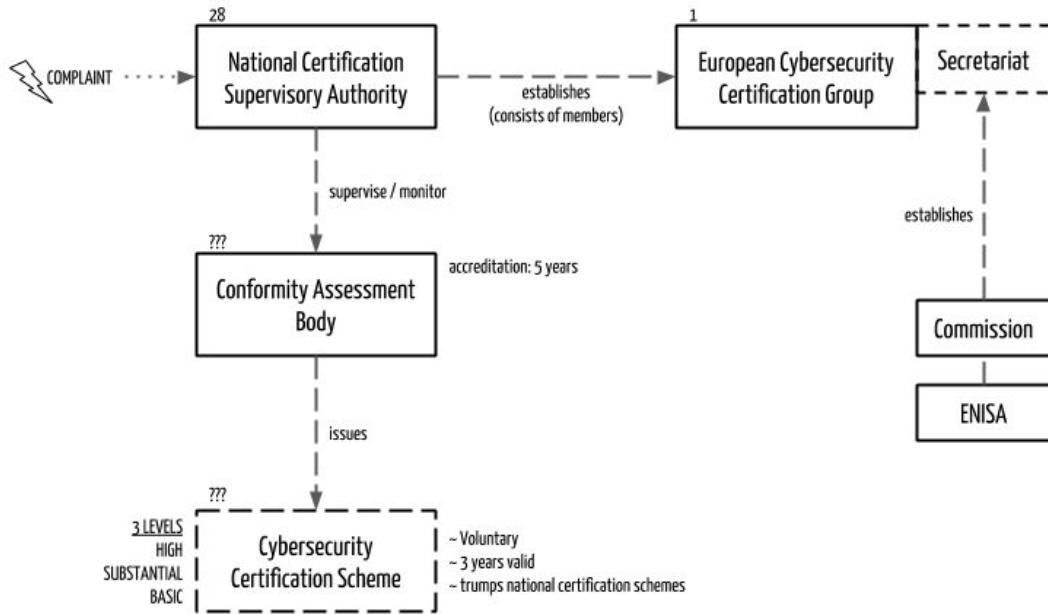 28
National Certification
Supervisory Authority
1
European Cybersecurity
Certification Group
Secretariat
COMPLAINT
establishes
(consists of members)
supervise / monitor
establishes
???
Conformity Assessment
Body
accreditation: 5 years
Commission
ENISA
issues
???
3 LEVELS
HIGH
SUBSTANTIAL
BASIC
Cybersecurity
Certification Scheme
~ Voluntary
~ 3 years valid
~ trumps national certification schemes